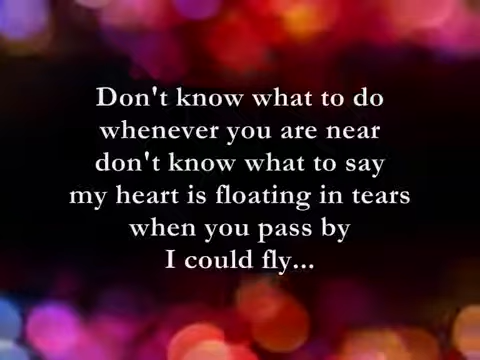 Don't know what to do
whenever you are near
don't know what to say
my heart is floating in tears
when you pass by
I could fly...